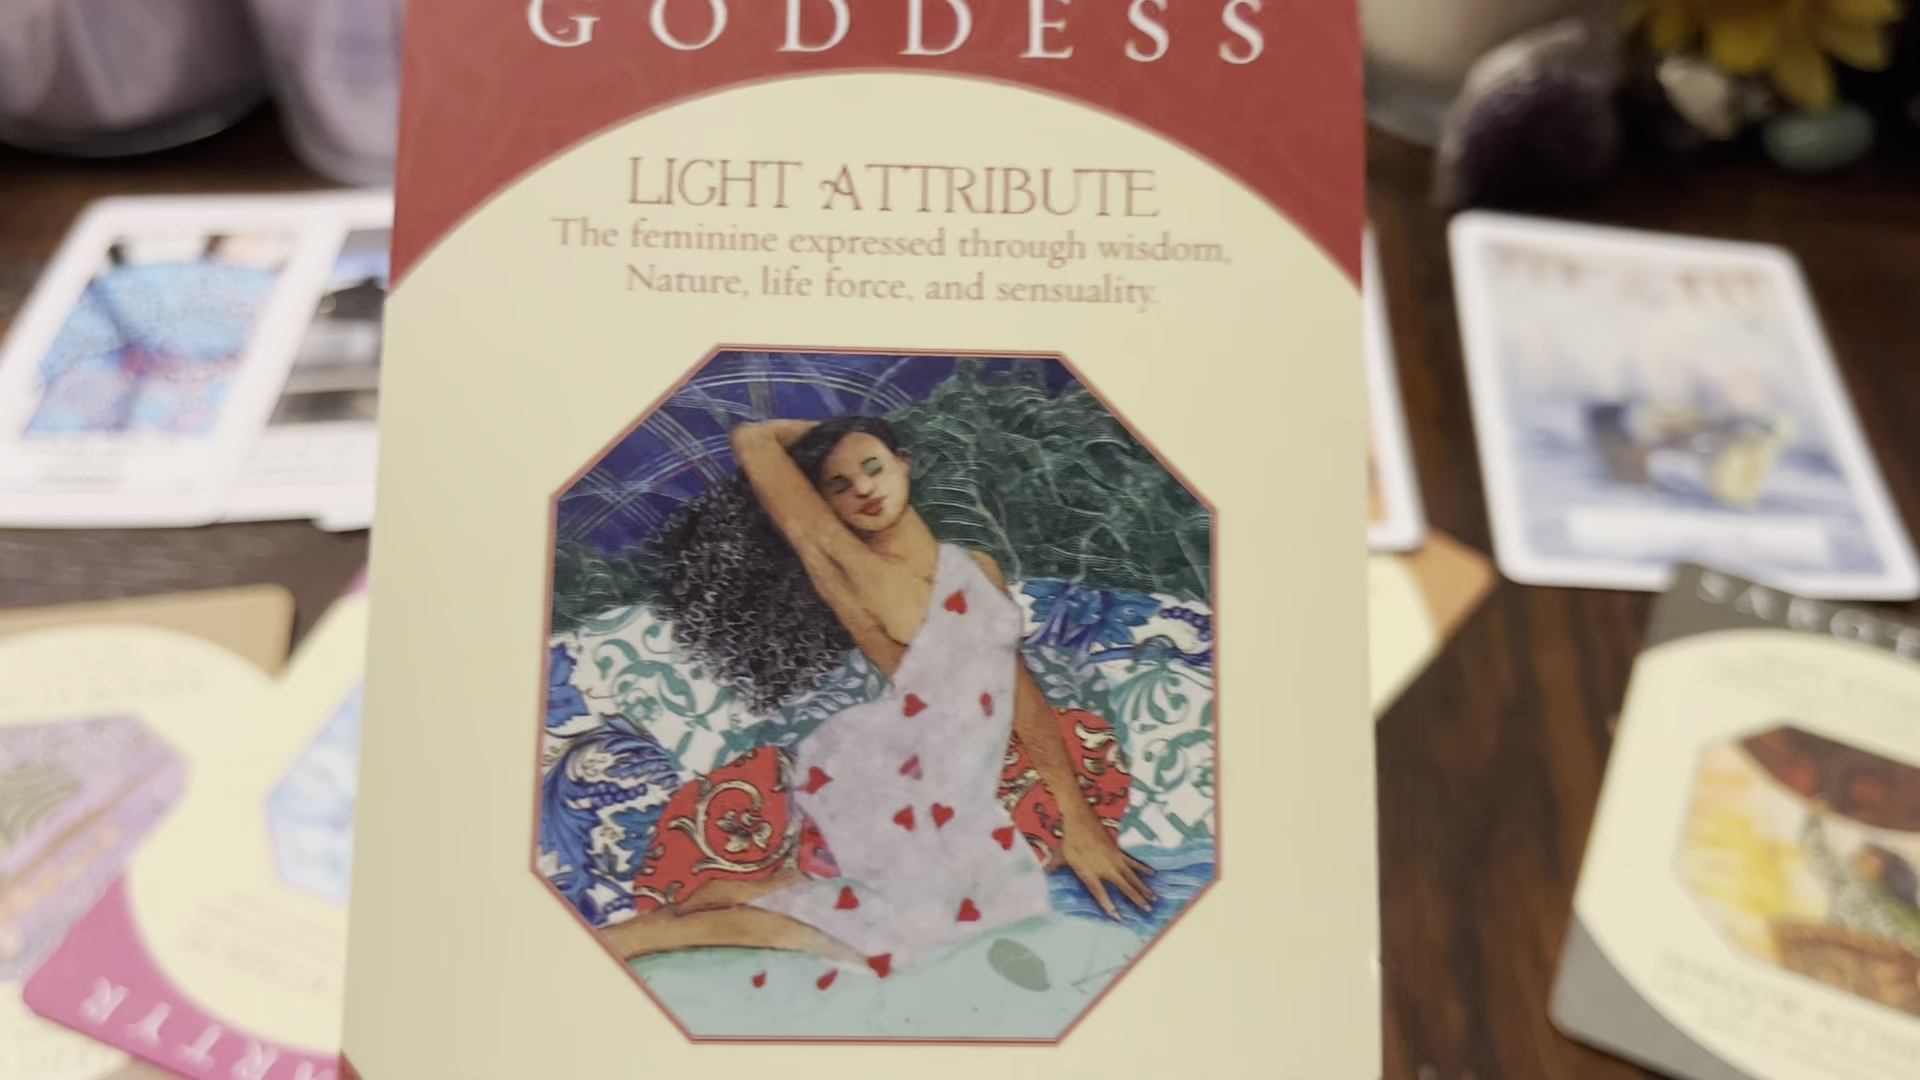 GODDESS
LIGHT ATTRIBUTE
The feminine expressed through wisdom,
Nature, life force, and sensuality.